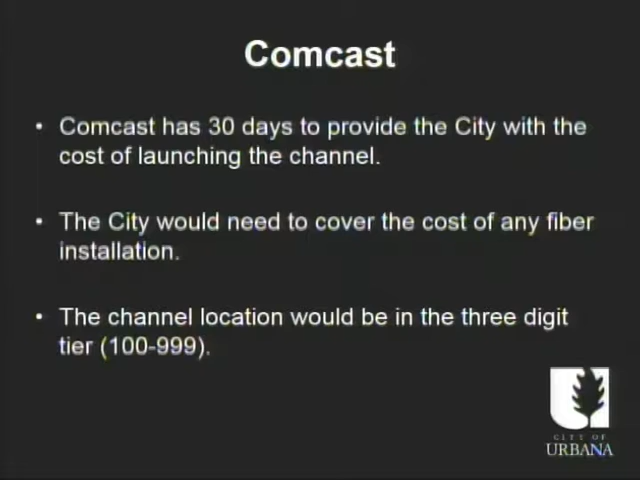 Comcast
• Comcast has 30 days to provide the City with the
cost of launching the channel.
• The City would need to cover the cost of any fiber
installation.
• The channel location would be in the three digit
tier (100-999).
CITY OF
URBANA